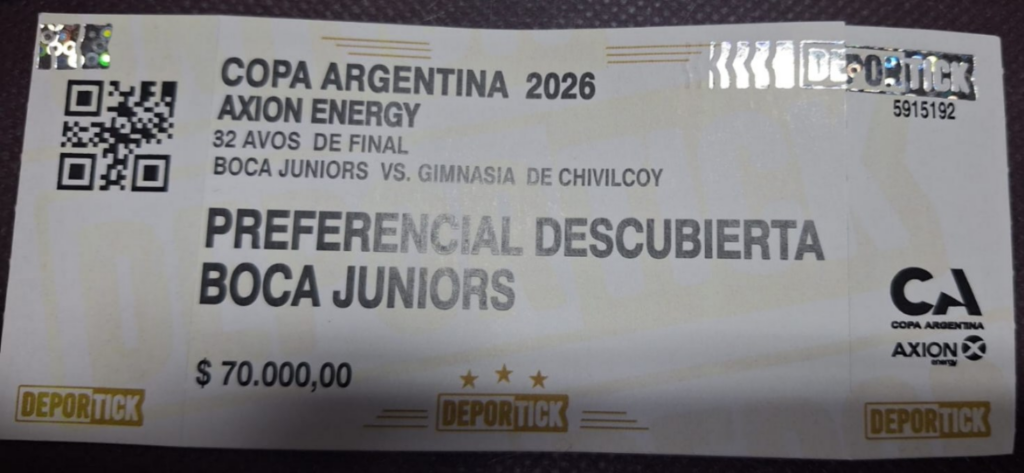 COPA ARGENTINA 2026
AXION ENERGY
32 AVOS DE FINAL
BOCA JUNIORS VS. GIMNASIA DE CHIVILCOY
PREFERENCIAL DESCUBIERTA
BOCA JUNIORS
$ 70.000,00
DEPORTICK
DEPORTICK
DEPORTICK
5915192
CA
COPA ARGENTINA
AXION
energy
DEPORTICK